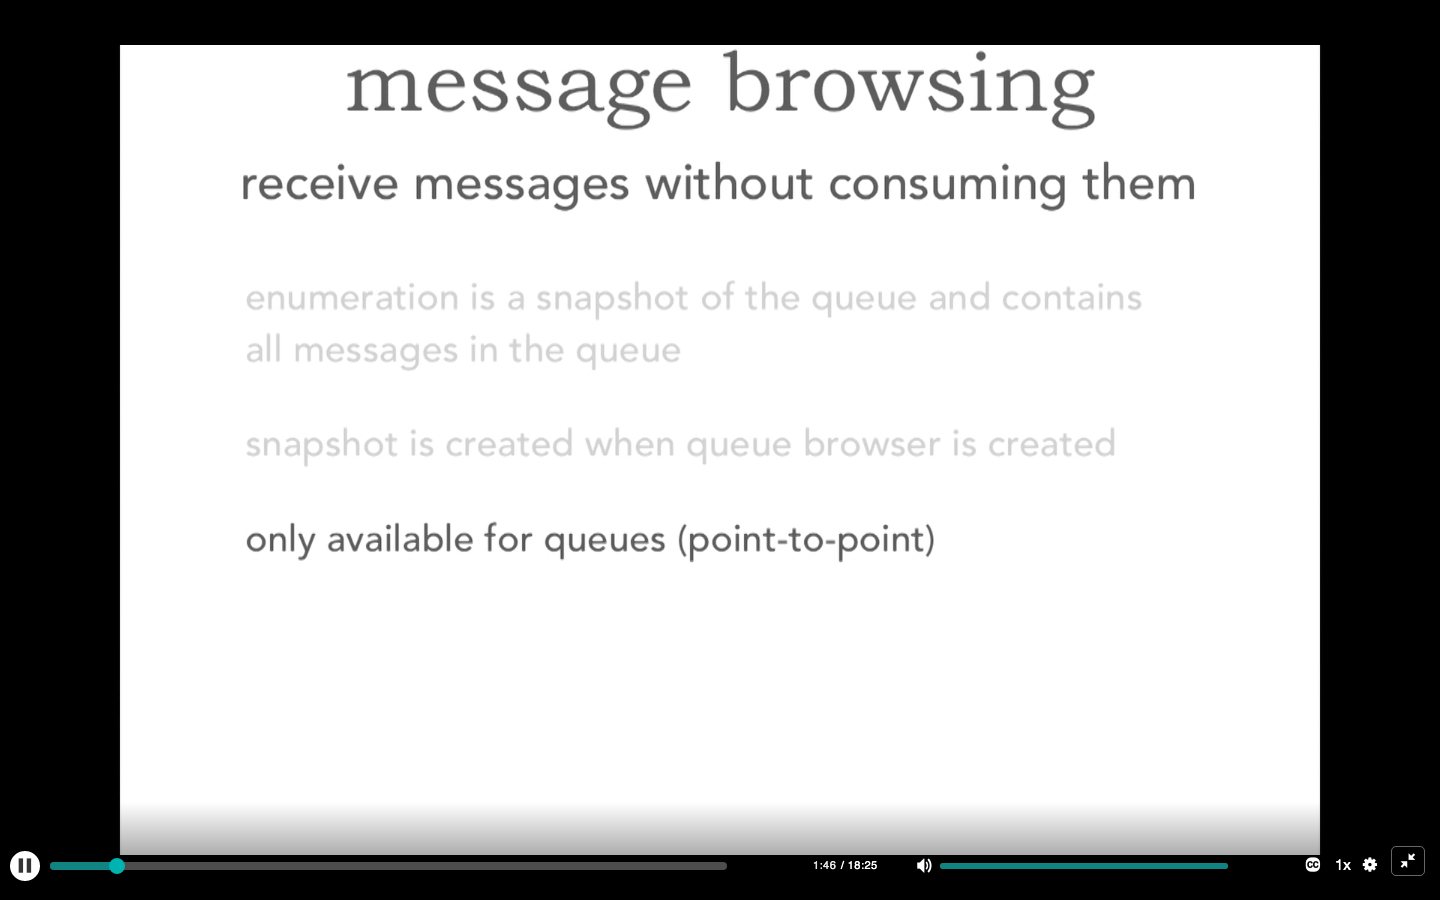 message browsing
receive messages without consuming them
enumeration is a snapshot of the queue and contains
all messages in the queue
snapshot is created when queue browser is created
only available for queues (point-to-point)
1:46 / 18:25
CC
1x